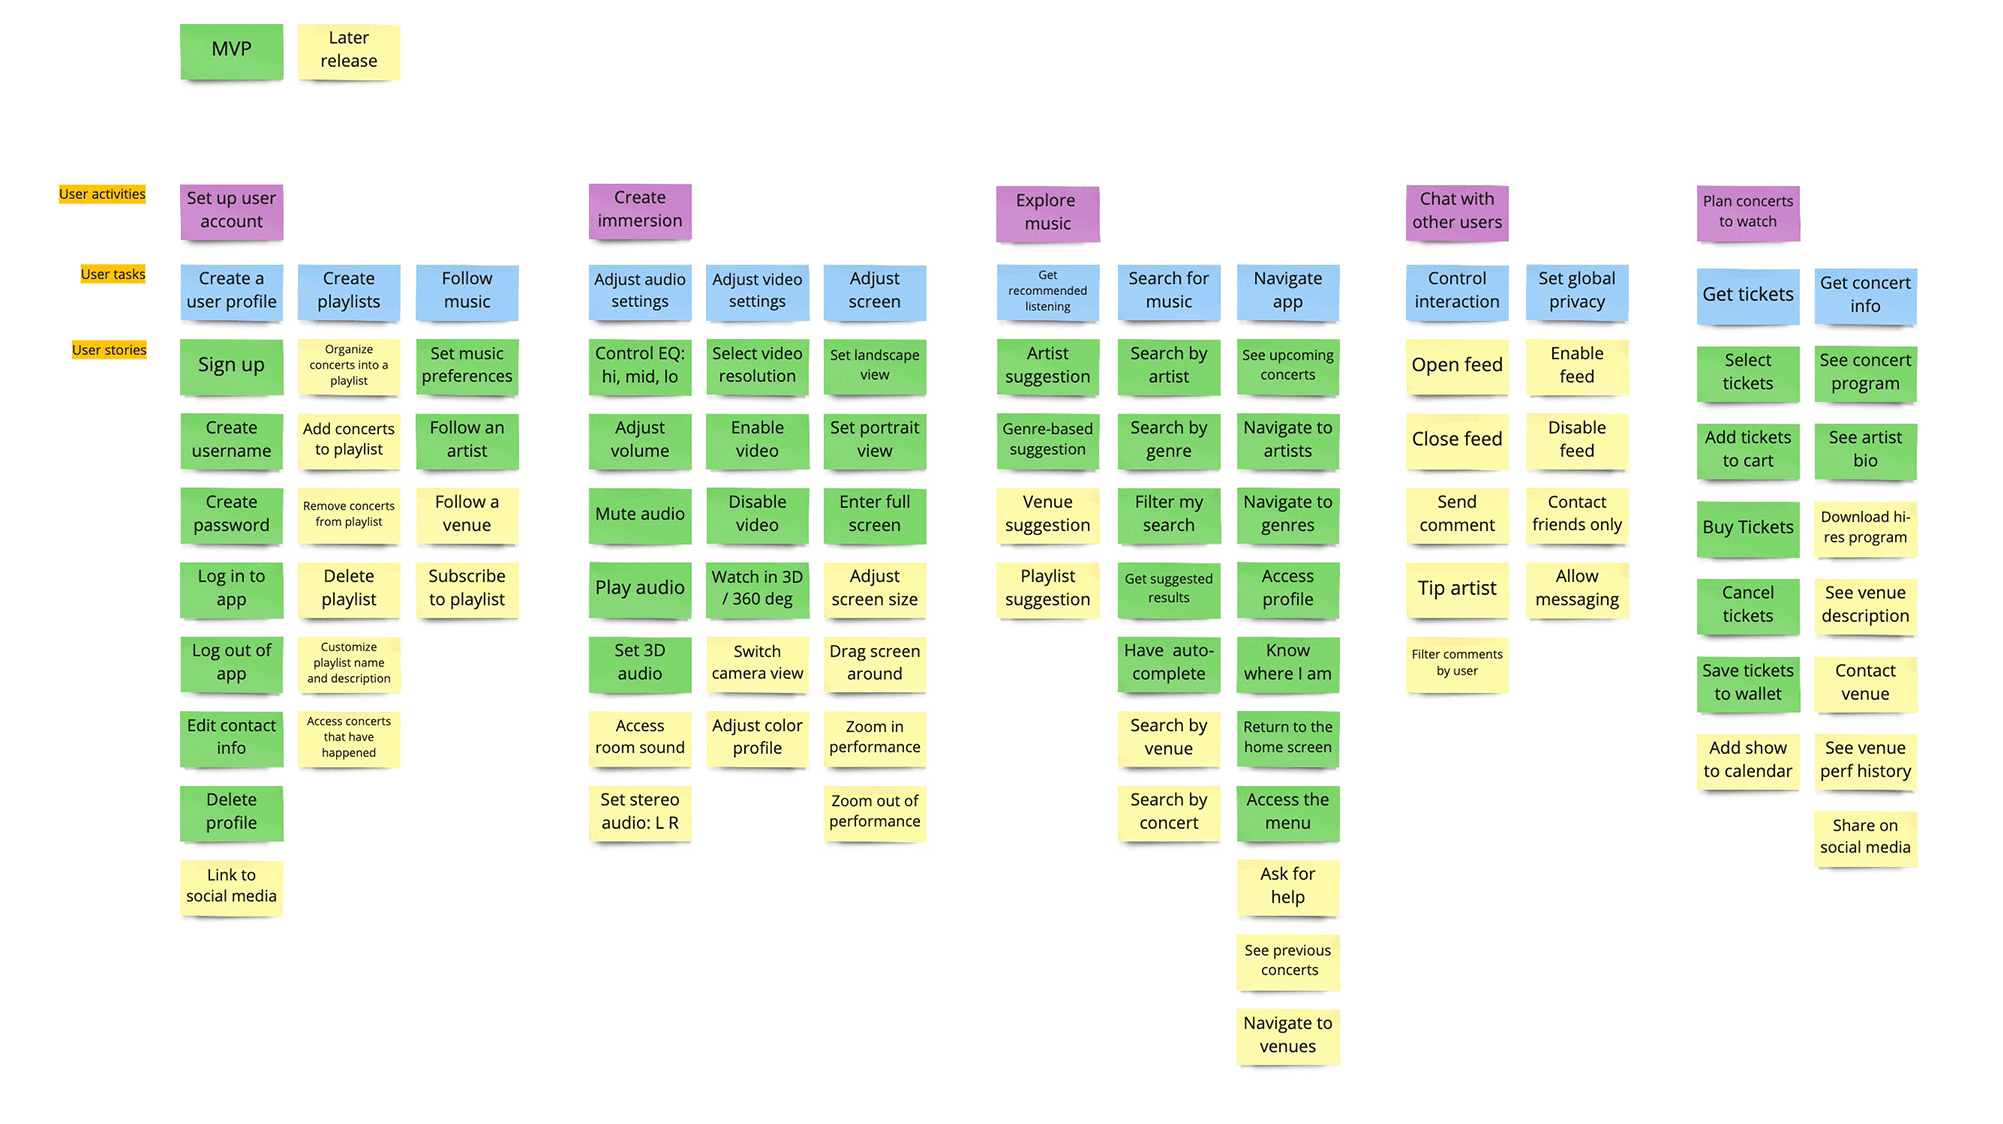 MVP
Later
release
User activities
Set up user
account
Create
immersion
Explore
music
Chat with
other users
Plan concerts
to watch
User tasks
Create a
user profile
Create
playlists
Follow
music
Adjust audio
settings
Adjust video
settings
Adjust
screen
Get
recommended
listening
Search for
music
Navigate
app
Control
interaction
Set global
privacy
Get tickets
Get concert
info
User stories
Sign up
Organize
concerts into a
playlist
Set music
preferences
Control EQ:
hi, mid, lo
Select video
resolution
Set landscape
view
Artist
suggestion
Search by
artist
See upcoming
concerts
Open feed
Enable
feed
Select
tickets
See concert
program
Create
username
Add concerts
to playlist
Follow an
artist
Adjust
volume
Enable
video
Set portrait
view
Genre-based
suggestion
Search by
genre
Navigate to
artists
Close feed
Disable
feed
Add tickets
to cart
See artist
bio
Create
password
Remove concerts
from playlist
Follow a
venue
Mute audio
Disable
video
Enter full
screen
Venue
suggestion
Filter my
search
Navigate to
genres
Send
comment
Contact
friends only
Buy Tickets
Download hi-
res program
Log in to
app
Delete
playlist
Subscribe
to playlist
Play audio
Watch in 3D
/ 360 deg
Adjust
screen size
Playlist
suggestion
Get suggested
results
Access
profile
Tip artist
Allow
messaging
Cancel
tickets
See venue
description
Log out of
app
Customize
playlist name
and description
Set 3D
audio
Switch
camera view
Drag screen
around
Have auto-
complete
Know
where I am
Filter comments
by user
Save tickets
to wallet
Contact
venue
Edit contact
info
Access concerts
that have
happened
Access
room sound
Adjust color
profile
Zoom in
performance
Search by
venue
Return to the
home screen
Add show
to calendar
See venue
perf history
Delete
profile
Set stereo
audio: L R
Zoom out of
performance
Search by
concert
Access the
menu
Share on
social media
Link to
social media
Ask for
help
See previous
concerts
Navigate to
venues